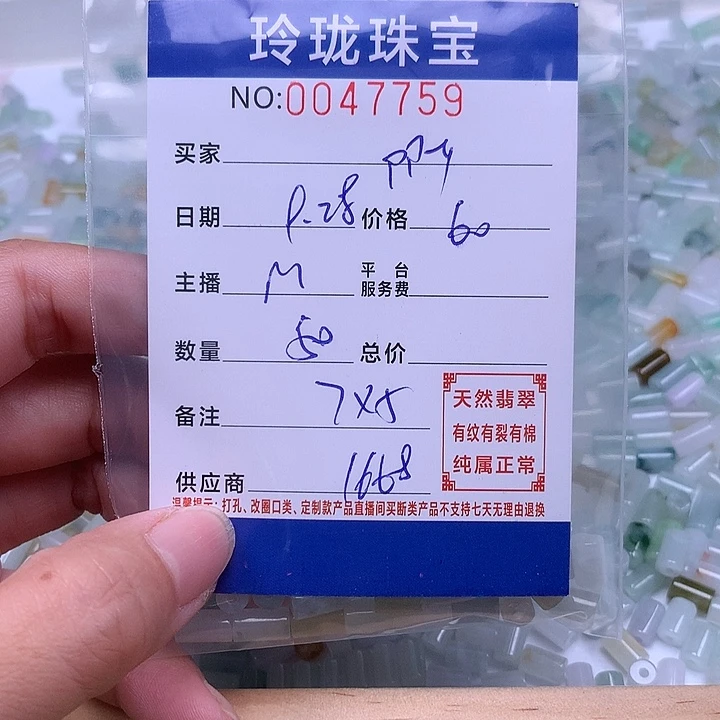 玲珑珠宝
NO:0047759
买家
日期 价格 60
主播 M 平台服务费
数量 50 总价
备注 7X5
供应商 1668
天然翡翠
有纹有裂有棉
纯属正常
温馨提示：打孔、改圈口类、定制款产品直播间买断类产品不支持七天无理由退换